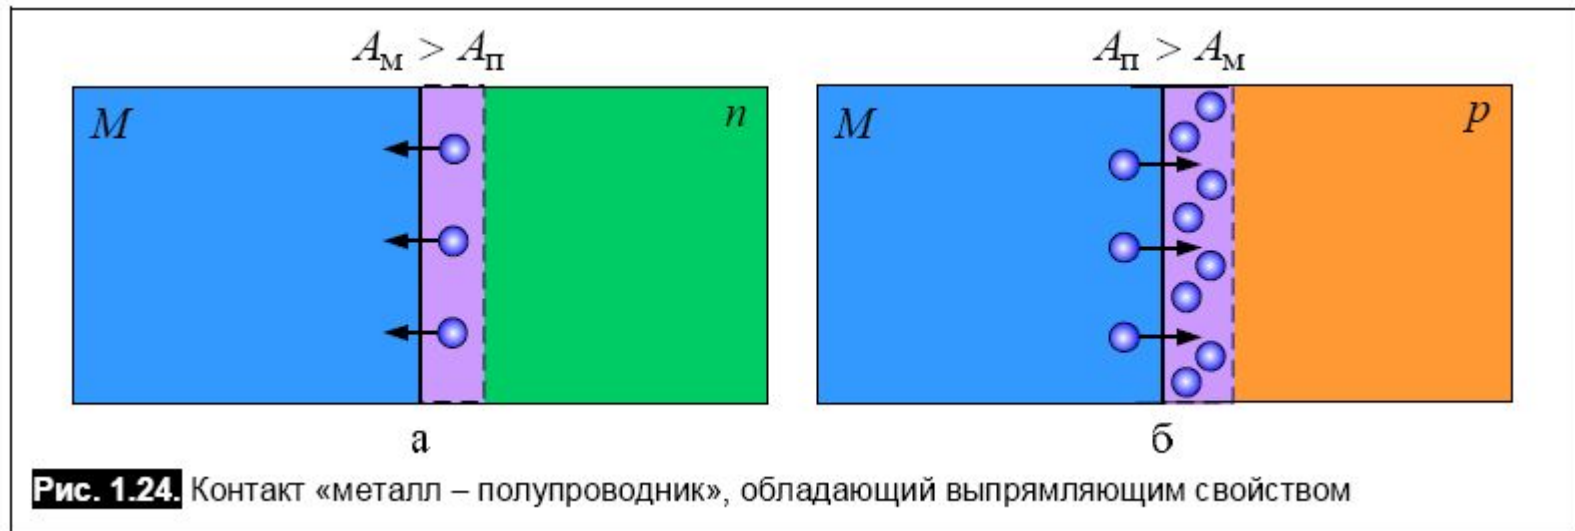 Aм > Aп
Aп > Aм
M
n
M
p
а
б
Рис. 1.24. Контакт «металл – полупроводник», обладающий выпрямляющим свойством